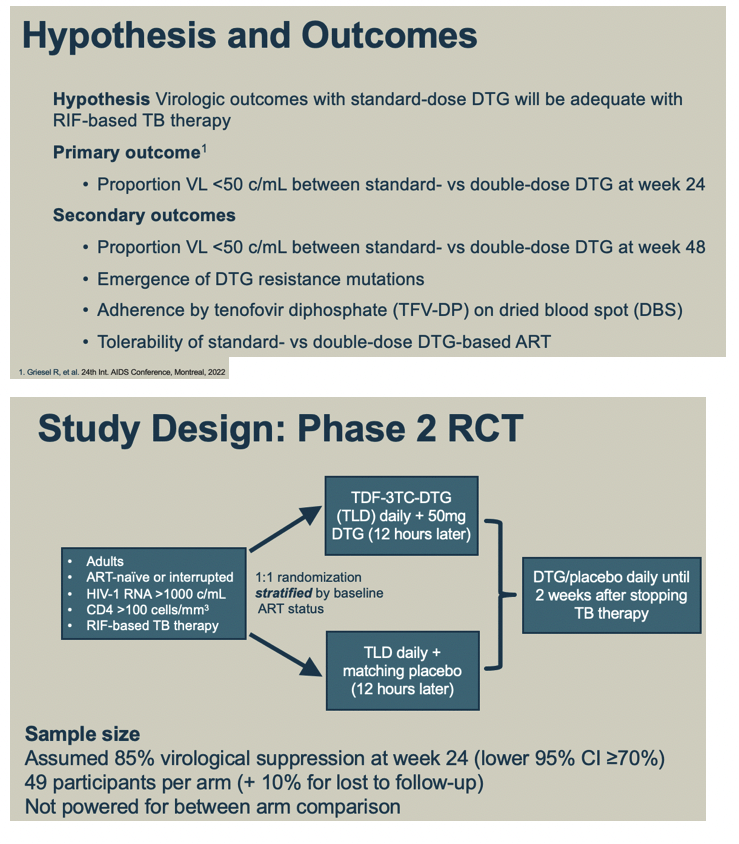 Hypothesis and Outcomes
Hypothesis Virologic outcomes with standard-dose DTG will be adequate with
RIF-based TB therapy
Primary outcome1
• Proportion VL <50 c/mL between standard- vs double-dose DTG at week 24
Secondary outcomes
• Proportion VL <50 c/mL between standard- vs double-dose DTG at week 48
• Emergence of DTG resistance mutations
• Adherence by tenofovir diphosphate (TFV-DP) on dried blood spot (DBS)
• Tolerability of standard- vs double-dose DTG-based ART
1. Griesel R, et al. 24th Int. AIDS Conference, Montreal, 2022
Study Design: Phase 2 RCT
• Adults
• ART-naïve or interrupted
• HIV-1 RNA >1000 c/mL
• CD4 >100 cells/mm³
• RIF-based TB therapy
1:1 randomization
stratified by baseline
ART status
TDF-3TC-DTG
(TLD) daily + 50mg
DTG (12 hours later)
TLD daily +
matching placebo
(12 hours later)
DTG/placebo daily until
2 weeks after stopping
TB therapy
Sample size
Assumed 85% virological suppression at week 24 (lower 95% CI ≥70%)
49 participants per arm (+ 10% for lost to follow-up)
Not powered for between arm comparison